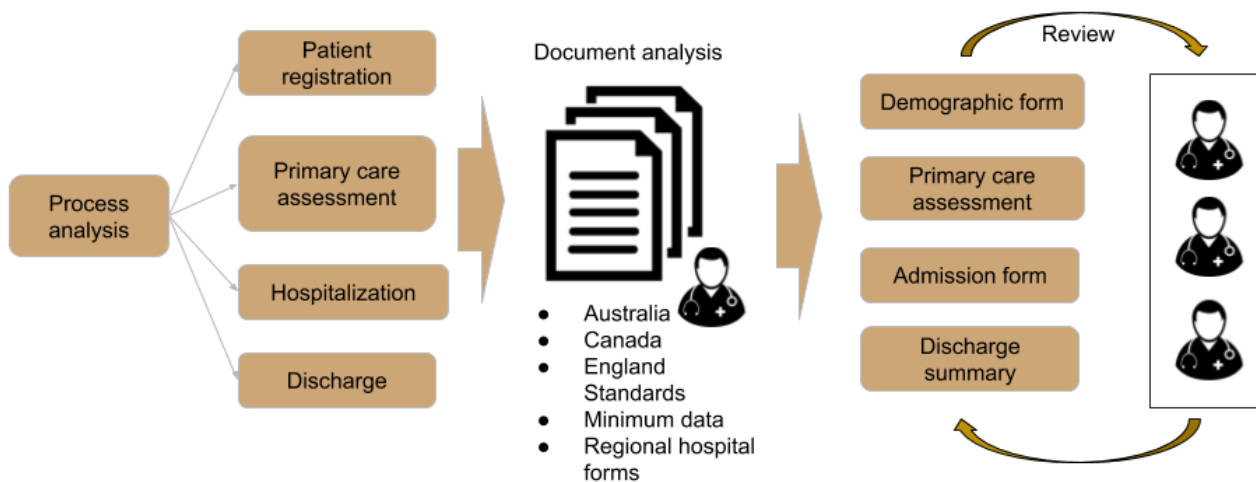 Process
analysis
Patient
registration
Primary care
assessment
Hospitalization
Discharge
Document analysis
● Australia
● Canada
● England
Standards
● Minimum data
● Regional hospital
forms
Review
Demographic form
Primary care
assessment
Admission form
Discharge
summary